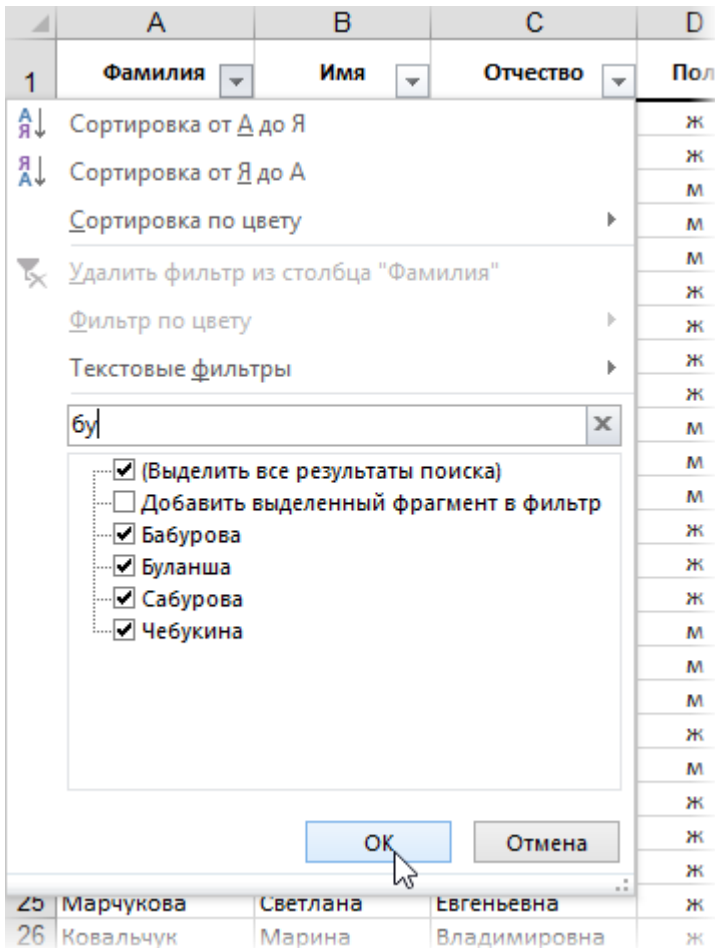 A B C D
1 Фамилия Имя Отчество Пол
Сортировка от А до Я ж
ж
Сортировка от Я до А м
Сортировка по цвету м
м
Удалить фильтр из столбца "Фамилия" ж
Фильтр по цвету ж
Текстовые фильтры ж
ж
бу м
(Выделить все результаты поиска) м
Добавить выделенный фрагмент в фильтр м
Бабурова ж
Буланша ж
Сабурова ж
Чебукина м
м
м
ж
м
ж
ОК Отмена ж
ж
25 Марчукова Светлана Евгеньевна ж
26 Ковальчук Марина Владимировна ж